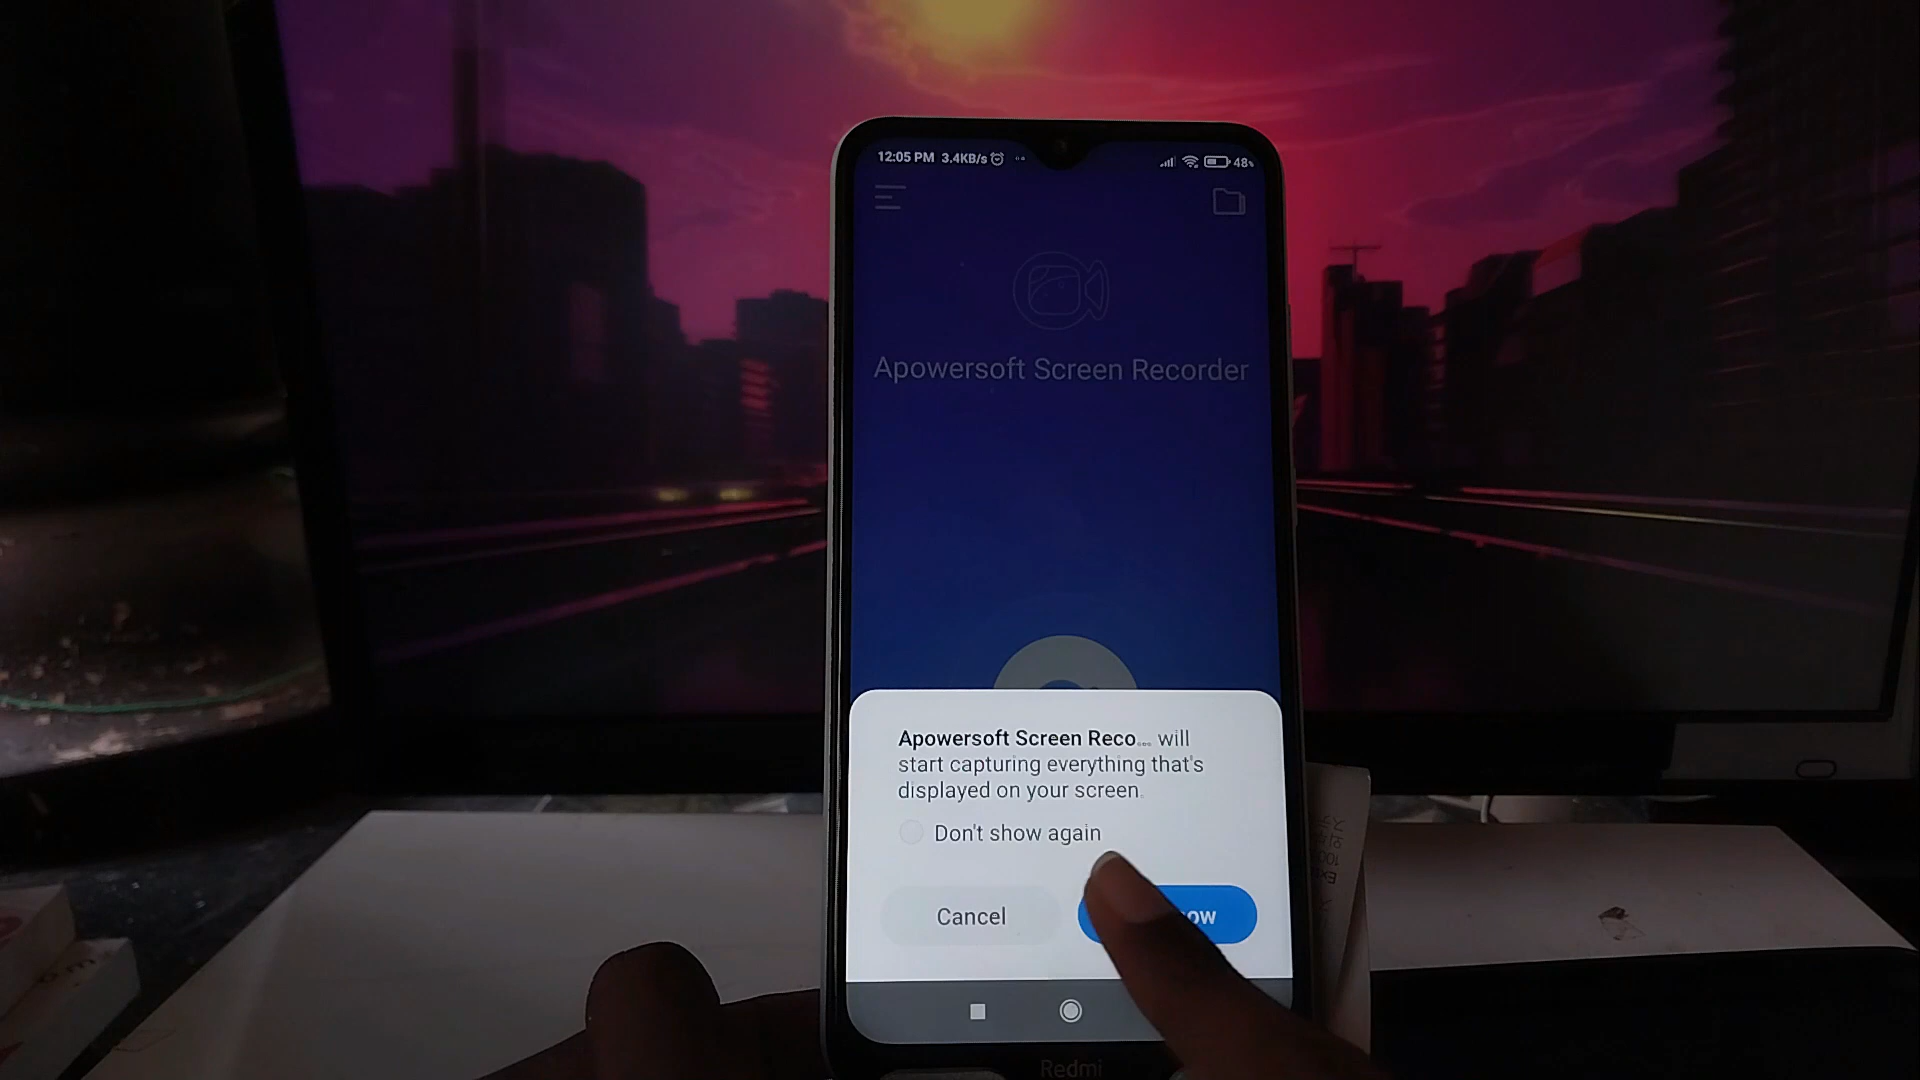 12:05 PM 3.4KB/s
48%
Apowersoft Screen Recorder
Apowersoft Screen Reco... will
start capturing everything that's
displayed on your screen.
Don't show again
Cancel
ow
Redmi